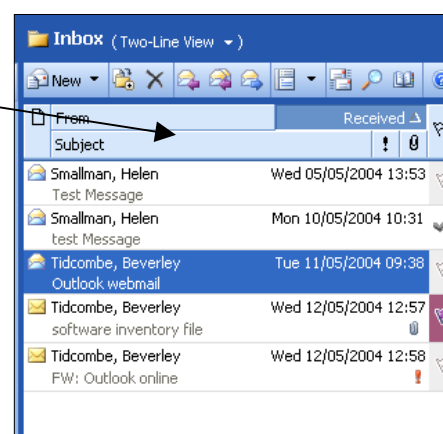 Inbox (Two-Line View)
New
From Received
Subject
Smallman, Helen Wed 05/05/2004 13:53
Test Message
Smallman, Helen Mon 10/05/2004 10:31
test Message
Tidcombe, Beverley Tue 11/05/2004 09:38
Outlook webmail
Tidcombe, Beverley Wed 12/05/2004 12:57
software inventory file
Tidcombe, Beverley Wed 12/05/2004 12:58
FW: Outlook online